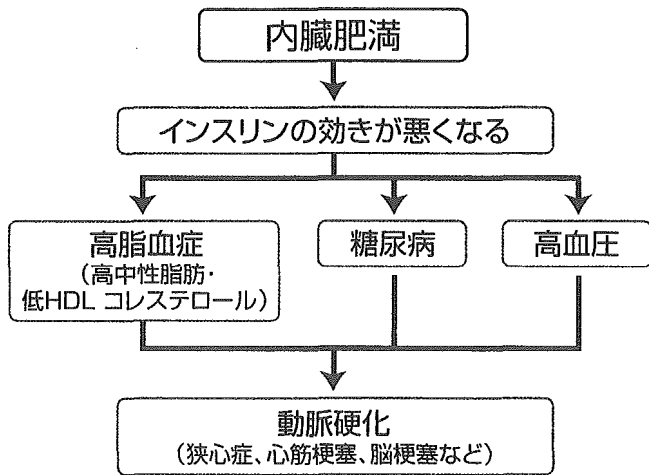 内臓肥満
インスリンの効きが悪くなる
高脂血症
(高中性脂肪・
低HDL コレステロール)
糖尿病
高血圧
動脈硬化
(狭心症、心筋梗塞、脳梗塞など)